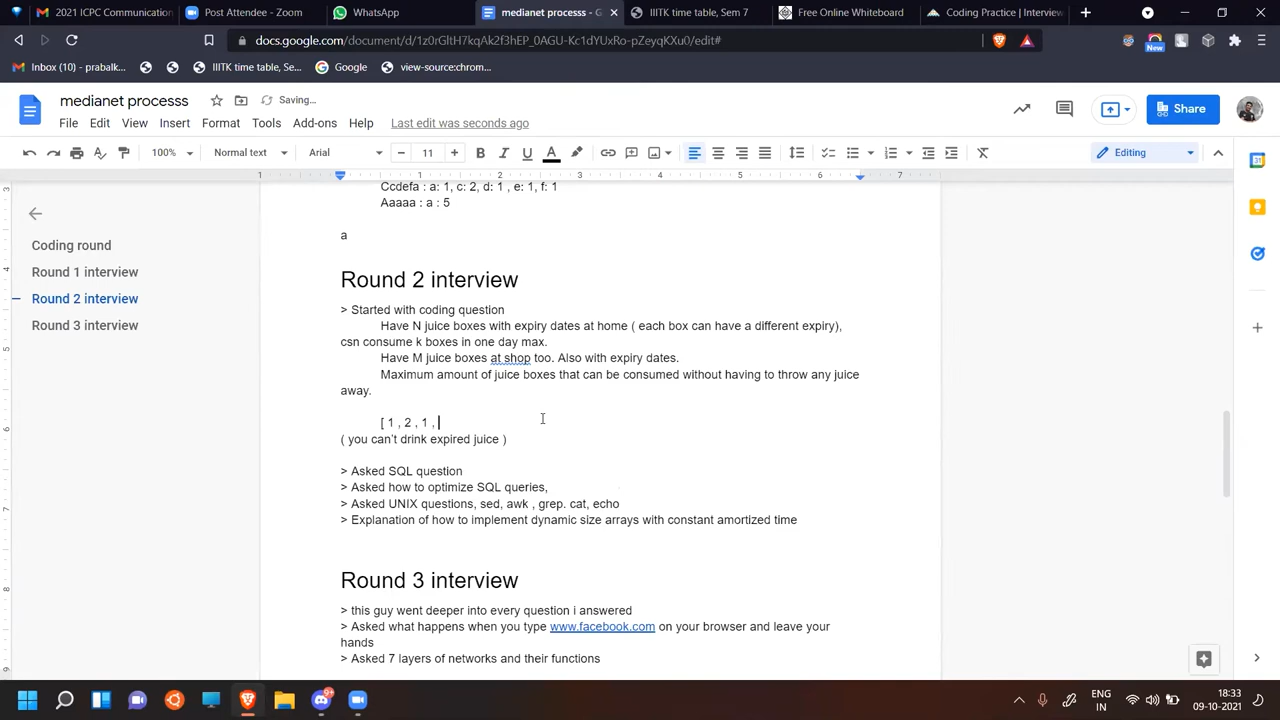 2021 ICPC Communication
Post Attendee - Zoom
WhatsApp
medianet processs - G
IIITK time table, Sem 7
Free Online Whiteboard
Coding Practice | Interview
docs.google.com/document/d/1z0rGltH7kqAk2f3hEP_0AGU-Kc1dYUxRo-pZeyqKXu0/edit#
New
Inbox (10) - prabalk...
IIITK time table, Se...
Google
view-source:chrom...
medianet processs
Saving...
Share
File Edit View Insert Format Tools Add-ons Help Last edit was seconds ago
100% Normal text Arial 11 Editing
1 1 2 3 4 5 6 7
Ccdefa : a: 1, c: 2, d: 1 , e: 1, f: 1
Aaaaa : a : 5
a
Coding round
Round 1 interview
Round 2 interview
Round 3 interview
Round 2 interview
> Started with coding question
Have N juice boxes with expiry dates at home ( each box can have a different expiry),
csn consume k boxes in one day max.
Have M juice boxes at shop too. Also with expiry dates.
Maximum amount of juice boxes that can be consumed without having to throw any juice
away.
[ 1 , 2 , 1 ,
( you can't drink expired juice )
> Asked SQL question
> Asked how to optimize SQL queries,
> Asked UNIX questions, sed, awk , grep. cat, echo
> Explanation of how to implement dynamic size arrays with constant amortized time
Round 3 interview
> this guy went deeper into every question i answered
> Asked what happens when you type www.facebook.com on your browser and leave your
hands
> Asked 7 layers of networks and their functions
ENG
IN
18:33
09-10-2021